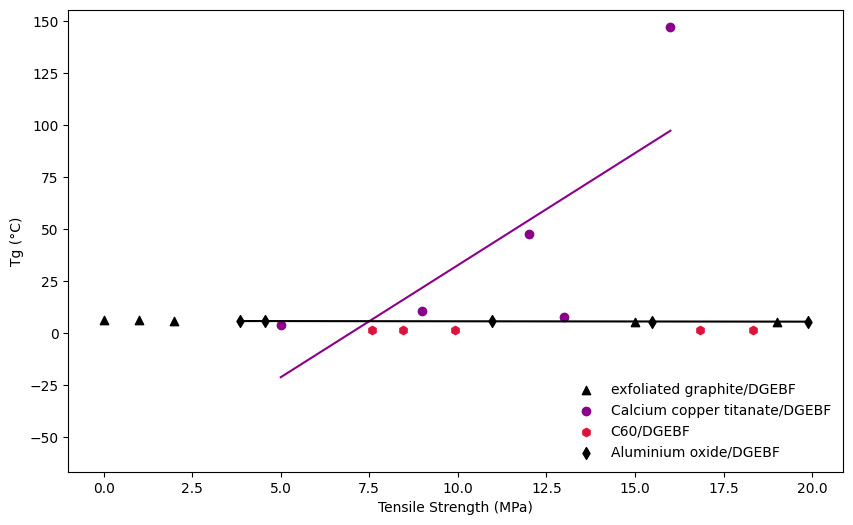 150
125
100
75
50
25
0
−25
−50
Tg (°C)
exfoliated graphite/DGEBF
Calcium copper titanate/DGEBF
C60/DGEBF
Aluminium oxide/DGEBF
0.0 2.5 5.0 7.5 10.0 12.5 15.0 17.5 20.0
Tensile Strength (MPa)